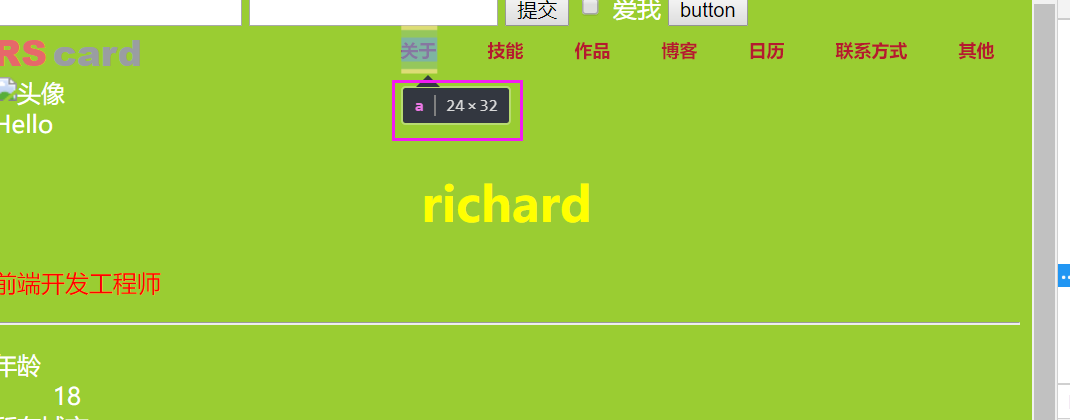 提交 爱我 button
RS card 关于 技能 作品 博客 日历 联系方式 其他
头像
Hello
a 24 × 32
richard
前端开发工程师
年龄
18